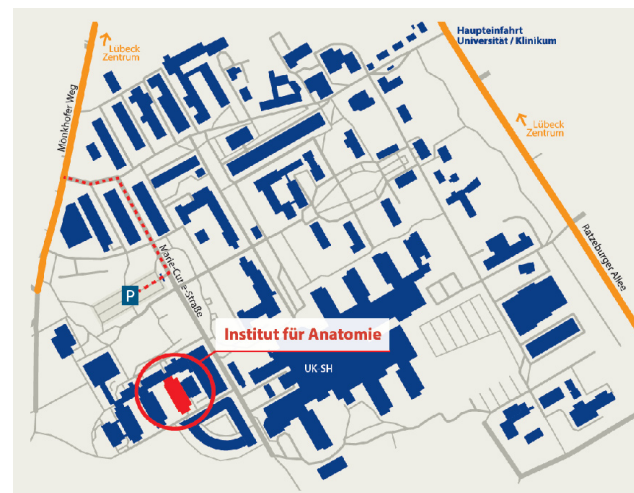 Haupteinfahrt
Universität / Klinikum
Lübeck
Zentrum
Mönkhofer Weg
Lübeck
Zentrum
Ratzeburger Allee
Marie-Curie-Straße
P
Institut für Anatomie
UK-SH